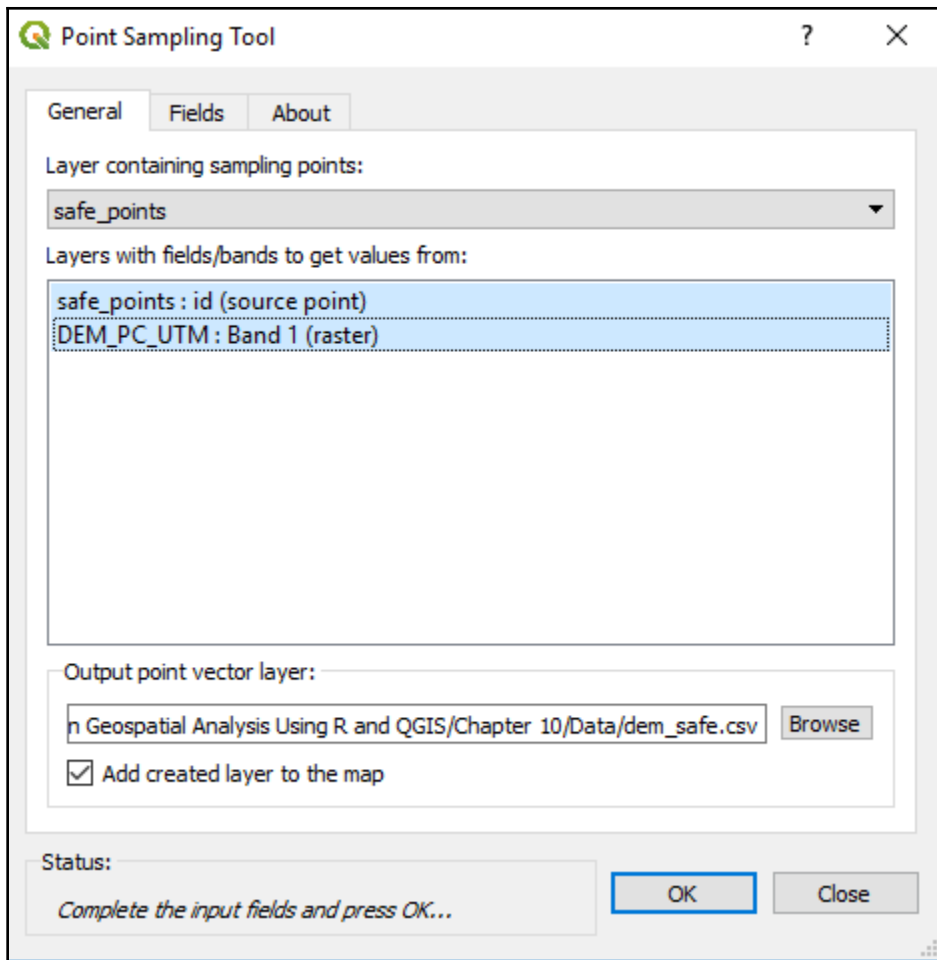 Point Sampling Tool ?
General Fields About
Layer containing sampling points:
safe_points
Layers with fields/bands to get values from:
safe_points : id (source point)
DEM_PC_UTM : Band 1 (raster)
Output point vector layer:
n Geospatial Analysis Using R and QGIS/Chapter 10/Data/dem_safe.csv Browse
Add created layer to the map
Status:
Complete the input fields and press OK...
OK Close